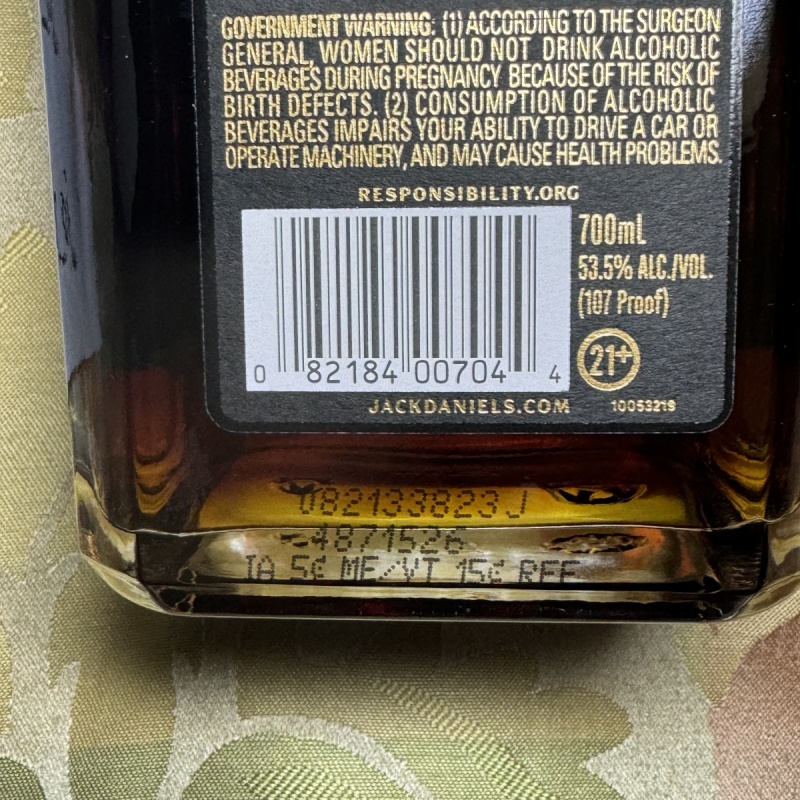 GOVERNMENT WARNING: (1) ACCORDING TO THE SURGEON
GENERAL, WOMEN SHOULD NOT DRINK ALCOHOLIC
BEVERAGES DURING PREGNANCY BECAUSE OF THE RISK OF
BIRTH DEFECTS. (2) CONSUMPTION OF ALCOHOLIC
BEVERAGES IMPAIRS YOUR ABILITY TO DRIVE A CAR OR
OPERATE MACHINERY, AND MAY CAUSE HEALTH PROBLEMS.
RESPONSIBILITY.ORG
700mL
53.5% ALC./VOL.
(107 Proof)
21+
0 82184 00704 4
JACKDANIELS.COM 10053219
082133823J
4871526
IA 5¢ ME/VT 15¢ REF